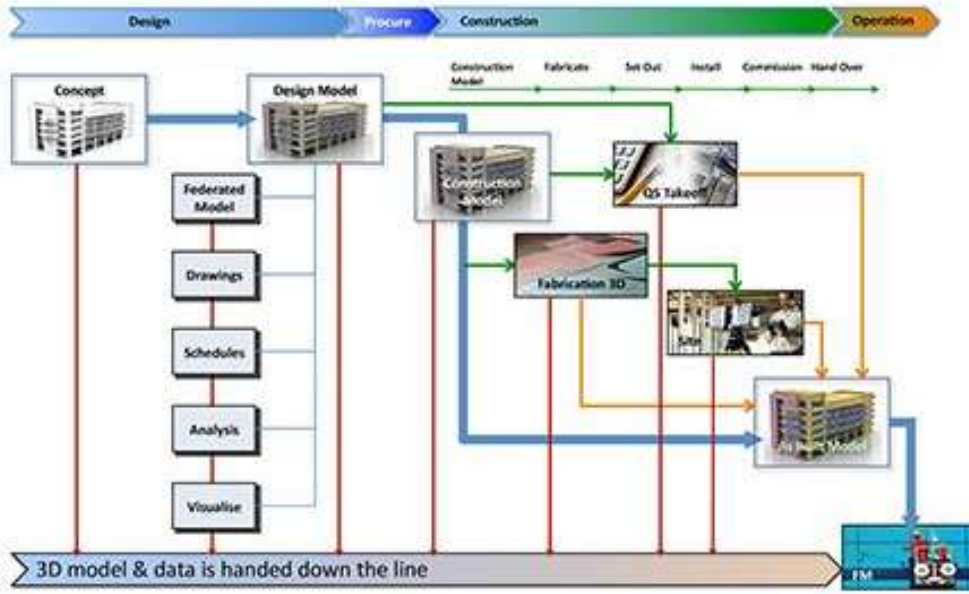 Design
Procure
Construction
Operation
Construction
Model
Fabricate
Set Out
Install
Commission
Hand Over
Concept
Design Model
Construction
Model
QS Takeoff
Federated
Model
Drawings
Fabrication 3D
Site
Schedules
Analysis
As Built Model
Visualise
3D model & data is handed down the line
FM